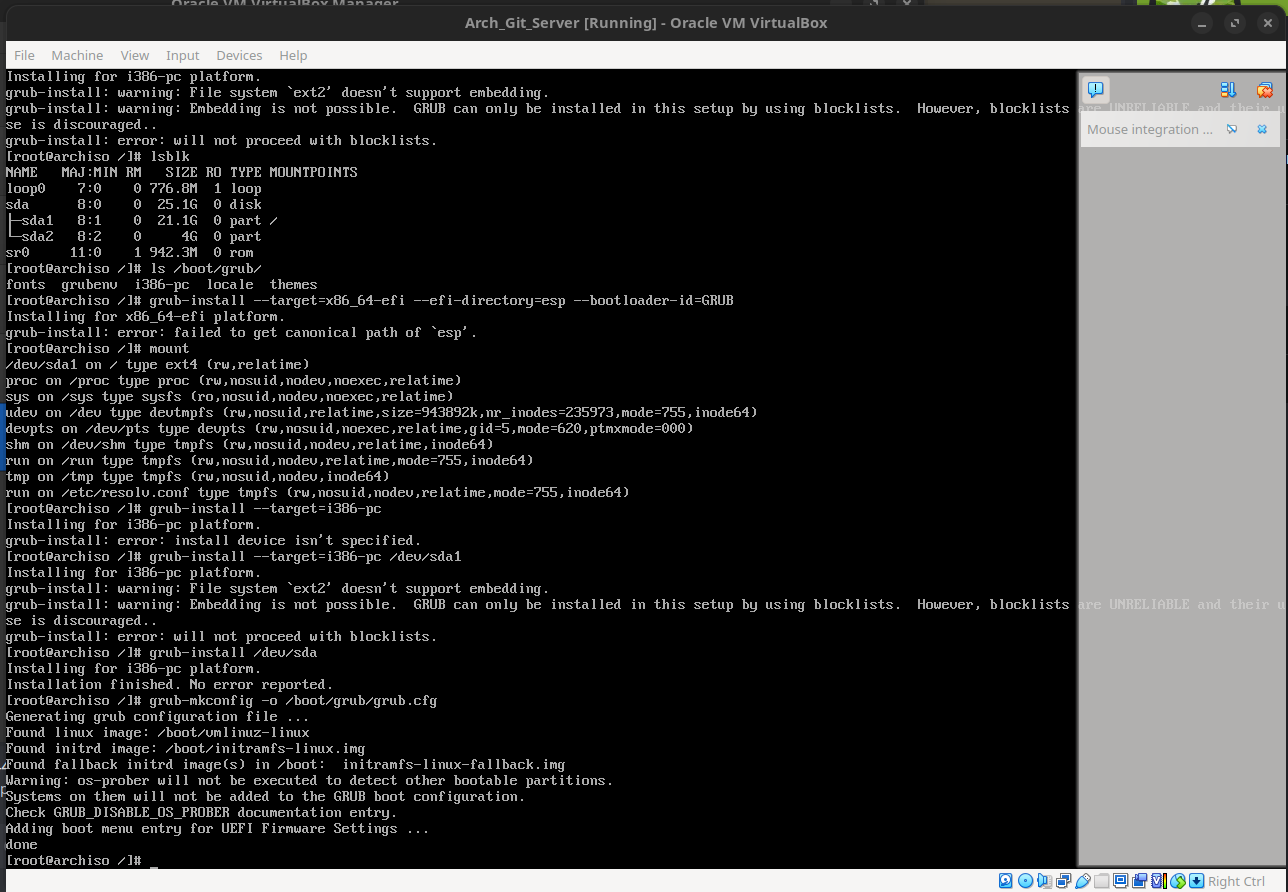 Oracle VM VirtualBox Manager
Arch_Git_Server [Running] - Oracle VM VirtualBox
File Machine View Input Devices Help
Installing for i386-pc platform.
grub-install: warning: File system `ext2' doesn't support embedding.
grub-install: warning: Embedding is not possible.  GRUB can only be installed in this setup by using blocklists.  However, blocklists are UNRELIABLE and their u
se is discouraged..
grub-install: error: will not proceed with blocklists.
[root@archiso /]# lsblk
NAME   MAJ:MIN RM   SIZE RO TYPE MOUNTPOINTS
loop0    7:0    0 776.8M  1 loop
sda      8:0    0  25.1G  0 disk
├─sda1   8:1    0  21.1G  0 part /
└─sda2   8:2    0     4G  0 part
sr0     11:0    1 942.3M  0 rom
[root@archiso /]# ls /boot/grub/
fonts  grubenv  i386-pc  locale  themes
[root@archiso /]# grub-install --target=x86_64-efi --efi-directory=esp --bootloader-id=GRUB
Installing for x86_64-efi platform.
grub-install: error: failed to get canonical path of `esp'.
[root@archiso /]# mount
/dev/sda1 on / type ext4 (rw,relatime)
proc on /proc type proc (rw,nosuid,nodev,noexec,relatime)
sys on /sys type sysfs (ro,nosuid,nodev,noexec,relatime)
udev on /dev type devtmpfs (rw,nosuid,relatime,size=943892k,nr_inodes=235973,mode=755,inode64)
devpts on /dev/pts type devpts (rw,nosuid,noexec,relatime,gid=5,mode=620,ptmxmode=000)
shm on /dev/shm type tmpfs (rw,nosuid,nodev,relatime,inode64)
run on /run type tmpfs (rw,nosuid,nodev,relatime,mode=755,inode64)
tmp on /tmp type tmpfs (rw,nosuid,nodev,inode64)
run on /etc/resolv.conf type tmpfs (rw,nosuid,nodev,relatime,mode=755,inode64)
[root@archiso /]# grub-install --target=i386-pc
Installing for i386-pc platform.
grub-install: error: install device isn't specified.
[root@archiso /]# grub-install --target=i386-pc /dev/sda1
Installing for i386-pc platform.
grub-install: warning: File system `ext2' doesn't support embedding.
grub-install: warning: Embedding is not possible.  GRUB can only be installed in this setup by using blocklists.  However, blocklists are UNRELIABLE and their u
se is discouraged..
grub-install: error: will not proceed with blocklists.
[root@archiso /]# grub-install /dev/sda
Installing for i386-pc platform.
Installation finished. No error reported.
[root@archiso /]# grub-mkconfig -o /boot/grub/grub.cfg
Generating grub configuration file ...
Found linux image: /boot/vmlinuz-linux
Found initrd image: /boot/initramfs-linux.img
Found fallback initrd image(s) in /boot:  initramfs-linux-fallback.img
Warning: os-prober will not be executed to detect other bootable partitions.
Systems on them will not be added to the GRUB boot configuration.
Check GRUB_DISABLE_OS_PROBER documentation entry.
Adding boot menu entry for UEFI Firmware Settings ...
done
[root@archiso /]# _
Mouse integration ...
Right Ctrl